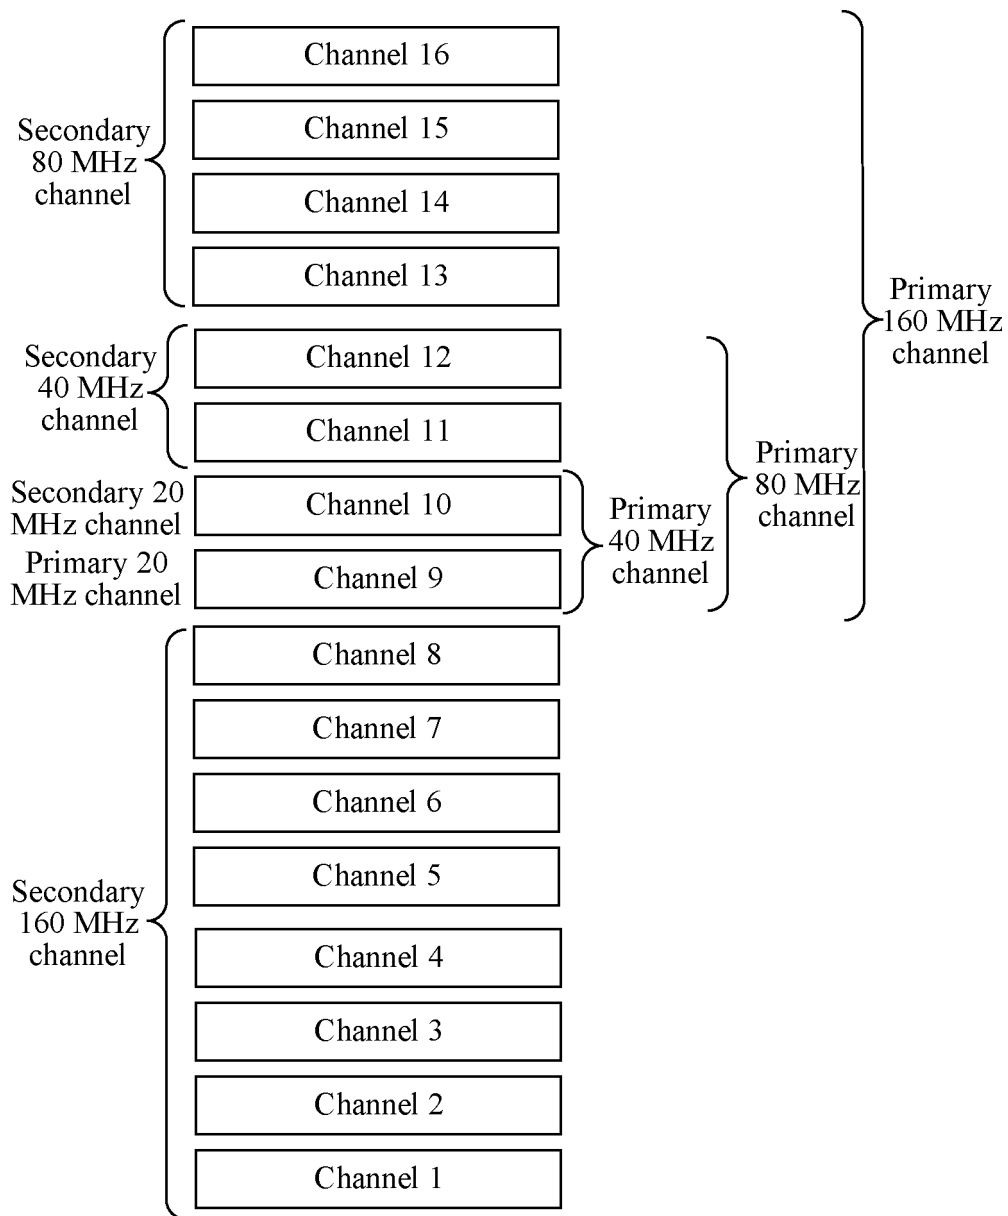 Channel 16
Channel 15
Channel 14
Channel 13
Secondary
80 MHz
channel
Channel 12
Channel 11
Secondary
40 MHz
channel
Channel 10
Secondary 20
MHz channel
Channel 9
Primary 20
MHz channel
Primary
40 MHz
channel
Primary
80 MHz
channel
Primary
160 MHz
channel
Channel 8
Channel 7
Channel 6
Channel 5
Channel 4
Channel 3
Channel 2
Channel 1
Secondary
160 MHz
channel